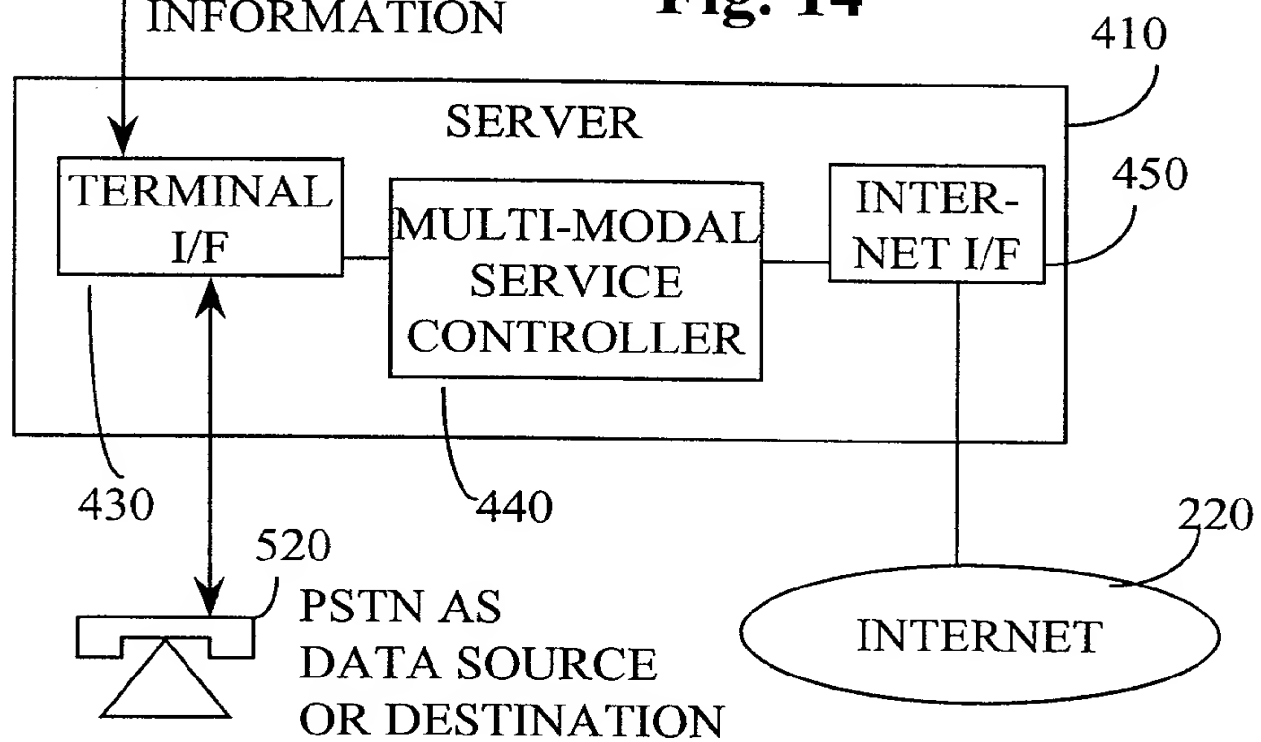 Fig. 14
INFORMATION
410
SERVER
TERMINAL
I/F
MULTI-MODAL
SERVICE
CONTROLLER
INTER-
NET I/F
450
430
440
520
220
PSTN AS
DATA SOURCE
OR DESTINATION
INTERNET